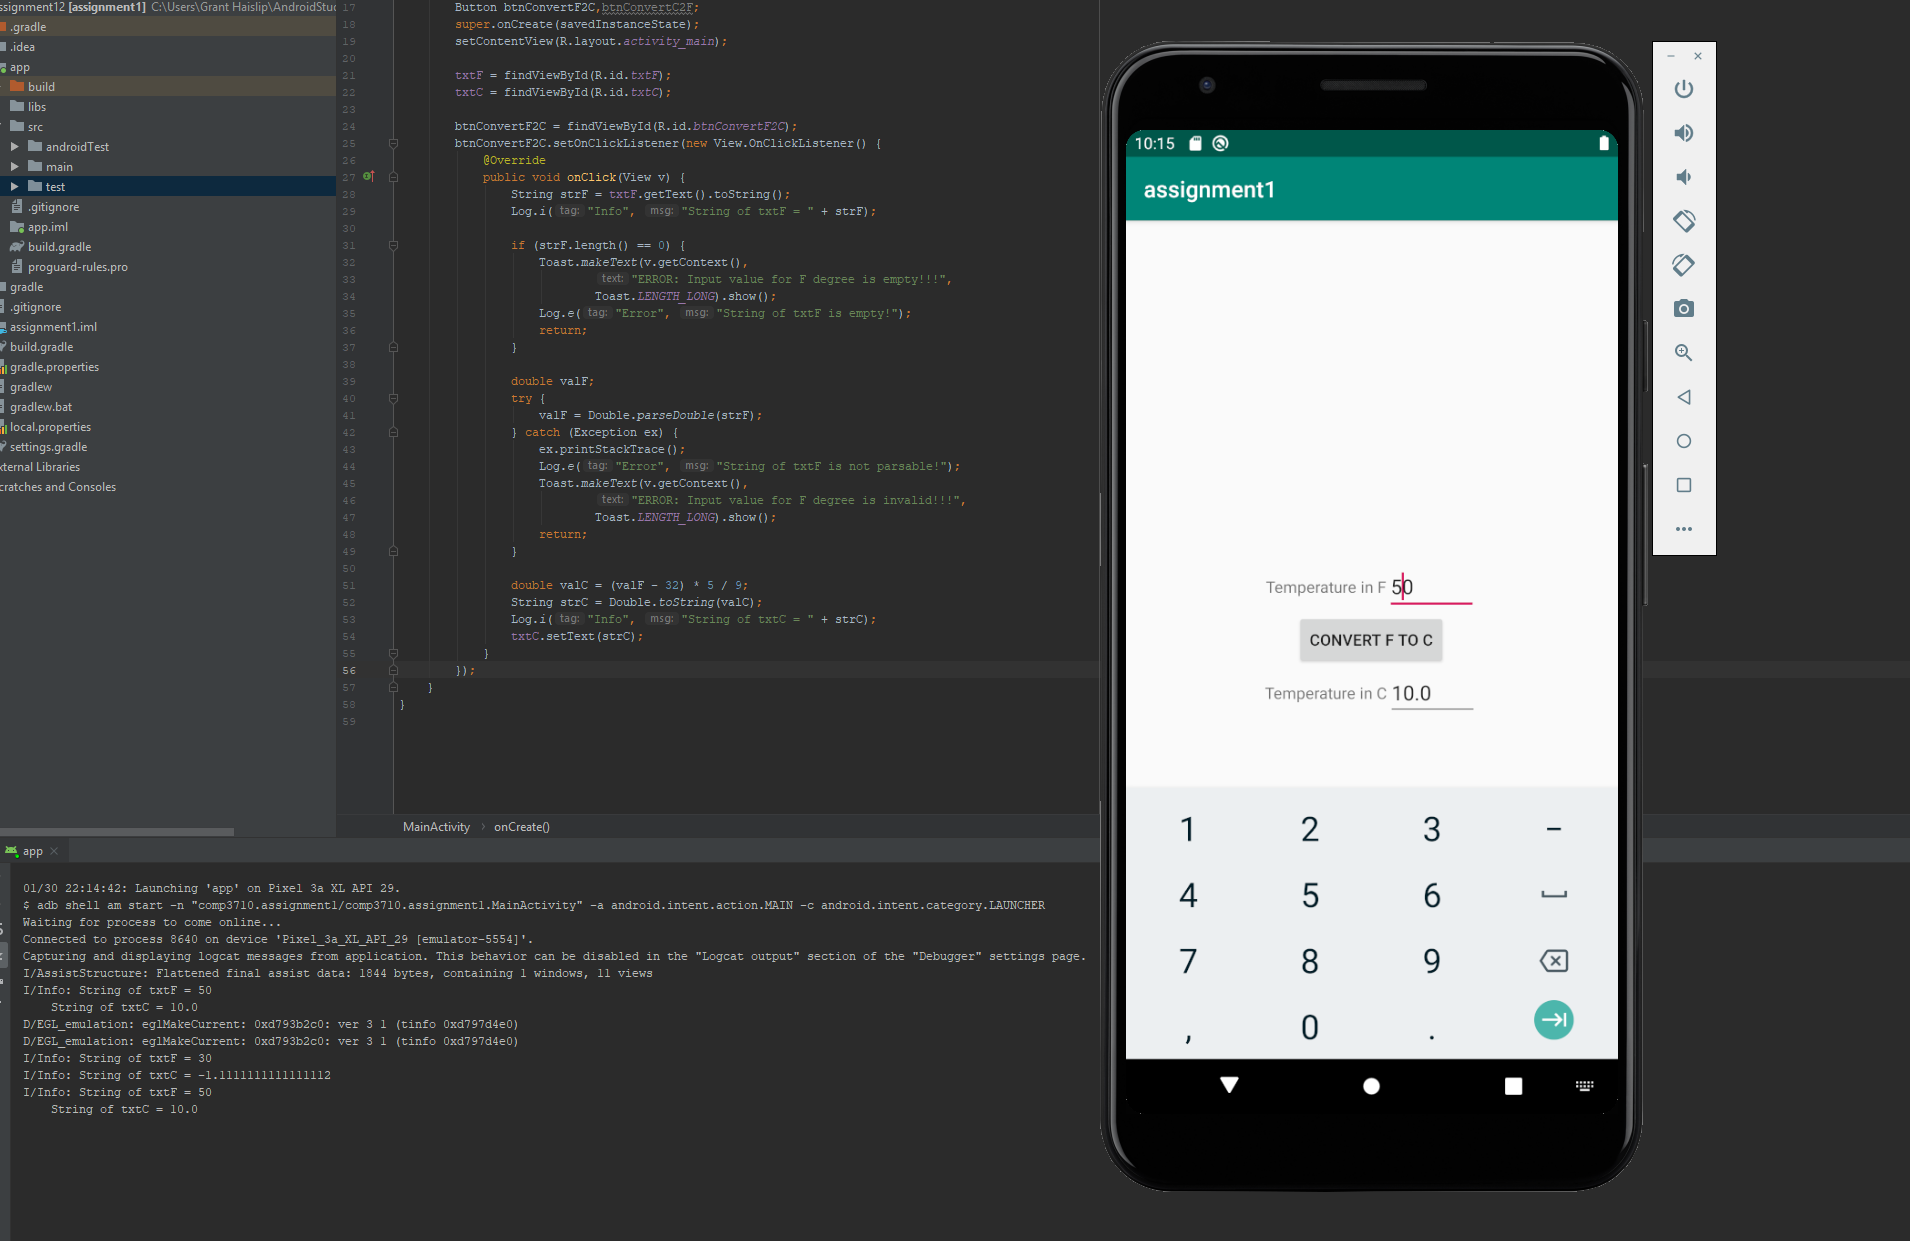 ssignment12 [assignment1] C:\Users\Grant Haislip\AndroidStuc
.gradle
.idea
app
build
libs
src
androidTest
main
test
.gitignore
app.iml
build.gradle
proguard-rules.pro
gradle
.gitignore
assignment1.iml
build.gradle
gradle.properties
gradlew
gradlew.bat
local.properties
settings.gradle
xternal Libraries
cratches and Consoles
17 Button btnConvertF2C,btnConvertC2F;
18 super.onCreate(savedInstanceState);
19 setContentView(R.layout.activity_main);
20
21 txtF = findViewById(R.id.txtF);
22 txtC = findViewById(R.id.txtC);
23
24 btnConvertF2C = findViewById(R.id.btnConvertF2C);
25 btnConvertF2C.setOnClickListener(new View.OnClickListener() {
26 @Override
27 public void onClick(View v) {
28 String strF = txtF.getText().toString();
29 Log.i( tag: "Info", msg: "String of txtF = " + strF);
30
31 if (strF.length() == 0) {
32 Toast.makeText(v.getContext(),
33 text: "ERROR: Input value for F degree is empty!!!",
34 Toast.LENGTH_LONG).show();
35 Log.e( tag: "Error", msg: "String of txtF is empty!");
36 return;
37 }
38
39 double valF;
40 try {
41 valF = Double.parseDouble(strF);
42 } catch (Exception ex) {
43 ex.printStackTrace();
44 Log.e( tag: "Error", msg: "String of txtF is not parsable!");
45 Toast.makeText(v.getContext(),
46 text: "ERROR: Input value for F degree is invalid!!!",
47 Toast.LENGTH_LONG).show();
48 return;
49 }
50
51 double valC = (valF - 32) * 5 / 9;
52 String strC = Double.toString(valC);
53 Log.i( tag: "Info", msg: "String of txtC = " + strC);
54 txtC.setText(strC);
55 }
56 });
57 }
58 }
59
MainActivity › onCreate()
app
01/30 22:14:42: Launching 'app' on Pixel 3a XL API 29.
$ adb shell am start -n "comp3710.assignment1/comp3710.assignment1.MainActivity" -a android.intent.action.MAIN -c android.intent.category.LAUNCHER
Waiting for process to come online...
Connected to process 8640 on device 'Pixel_3a_XL_API_29 [emulator-5554]'.
Capturing and displaying logcat messages from application. This behavior can be disabled in the "Logcat output" section of the "Debugger" settings page.
I/AssistStructure: Flattened final assist data: 1844 bytes, containing 1 windows, 11 views
I/Info: String of txtF = 50
String of txtC = 10.0
D/EGL_emulation: eglMakeCurrent: 0xd793b2c0: ver 3 1 (tinfo 0xd797d4e0)
D/EGL_emulation: eglMakeCurrent: 0xd793b2c0: ver 3 1 (tinfo 0xd797d4e0)
I/Info: String of txtF = 30
I/Info: String of txtC = -1.1111111111111112
I/Info: String of txtF = 50
String of txtC = 10.0
10:15
assignment1
Temperature in F 50
CONVERT F TO C
Temperature in C 10.0
1 2 3 -
4 5 6
7 8 9
, 0 .